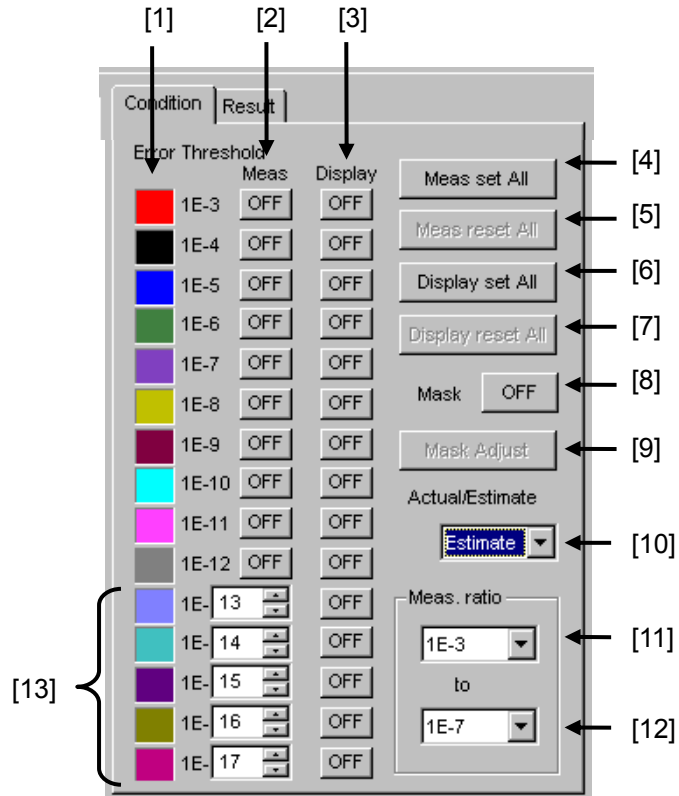 [1] [2] [3]
Condition Result
Error Threshold
Meas Display
Meas set All [4]
1E-3 OFF OFF
Meas reset All [5]
1E-4 OFF OFF
Display set All [6]
1E-5 OFF OFF
1E-6 OFF OFF
Display reset All [7]
1E-7 OFF OFF
Mask OFF [8]
1E-8 OFF OFF
1E-9 OFF OFF
Mask Adjust [9]
1E-10 OFF OFF
Actual/Estimate
1E-11 OFF OFF
Estimate [10]
1E-12 OFF OFF
1E- 13 OFF
Meas. ratio
1E- 14 OFF
1E-3 [11]
1E- 15 OFF
to
[13]
1E- 16 OFF
1E-7 [12]
1E- 17 OFF